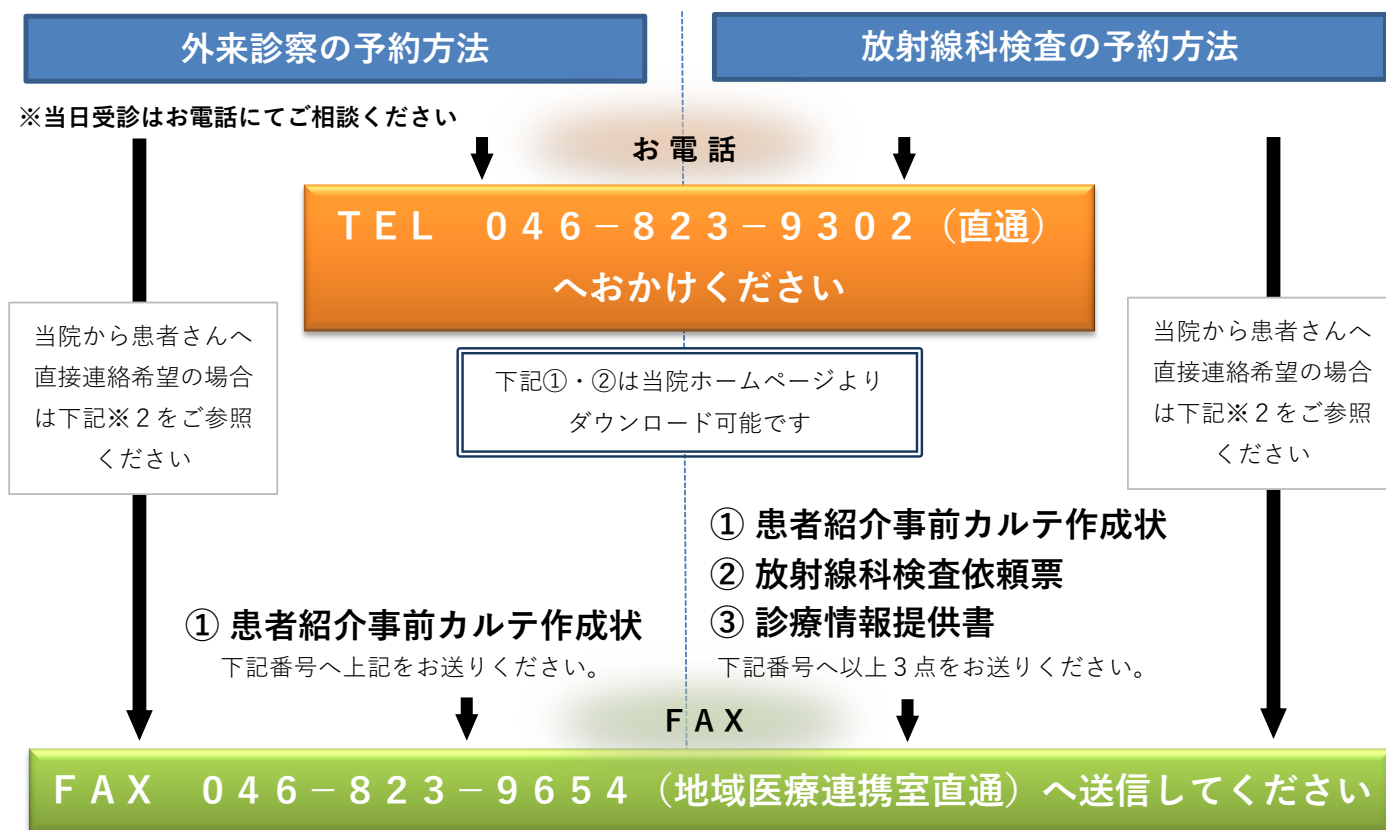 外来診察の予約方法
放射線科検査の予約方法
※当日受診はお電話にてご相談ください
お電話
ＴＥＬ　０４６－８２３－９３０２（直通）
へおかけください
当院から患者さんへ
直接連絡希望の場合
は下記※２をご参照
ください
下記①・②は当院ホームページより
ダウンロード可能です
当院から患者さんへ
直接連絡希望の場合
は下記※２をご参照
ください
① 患者紹介事前カルテ作成状
下記番号へ上記をお送りください。
① 患者紹介事前カルテ作成状
② 放射線科検査依頼票
③ 診療情報提供書
下記番号へ以上３点をお送りください。
ＦＡＸ
ＦＡＸ　０４６－８２３－９６５４（地域医療連携室直通）へ送信してください